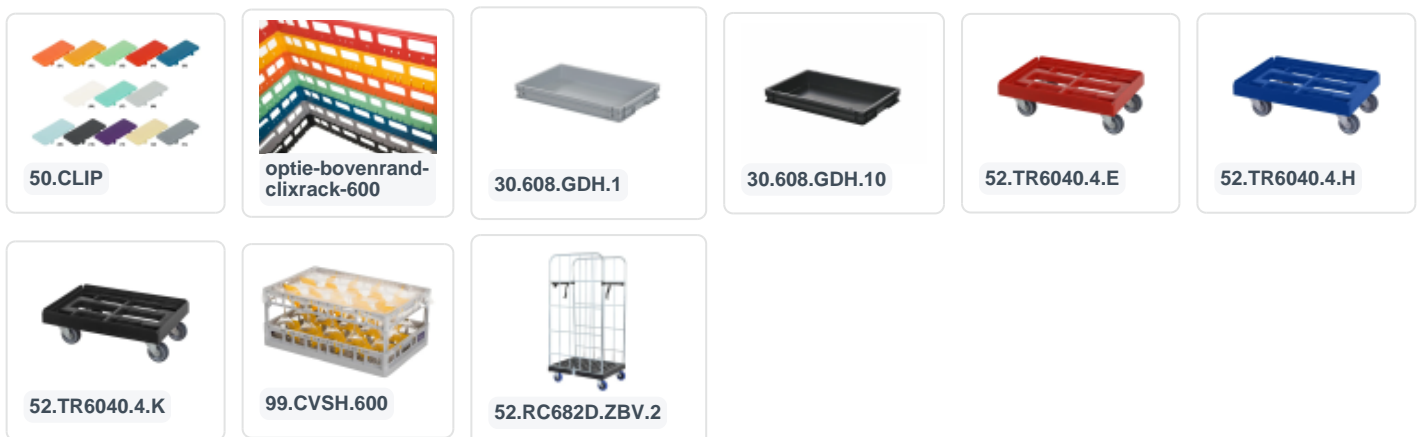 50.CLIP
optie-bovenrand-
clixrack-600
30.608.GDH.1
30.608.GDH.10
52.TR6040.4.E
52.TR6040.4.H
52.TR6040.4.K
99.CVSH.600
52.RC682D.ZBV.2